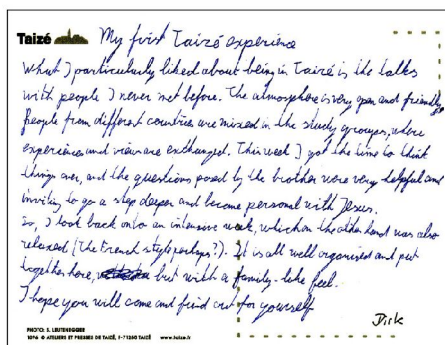 Taizé
My first Taizé experience
What I particularly liked about being in Taizé is the talks
with people I never met before. The atmosphere is very open and friendly.
People from different countries are mixed in the study groups, where
experiences and views are exchanged. This week I got the time to think
things over, and the questions posed by the brother were very helpful and
inviting to go a step deeper and become personal with Jesus.
So, I look back onto an intensive week, which on the other hand was also
relaxed (the French style perhaps?). It is all well organised and put
together here, but with a family-like feel.
I hope you will come and find out for yourself
Dirk
PHOTO: S. LEUTENEGGER
1096 © ATELIERS ET PRESSES DE TAIZÉ, F-71250 TAIZÉ www.taize.fr